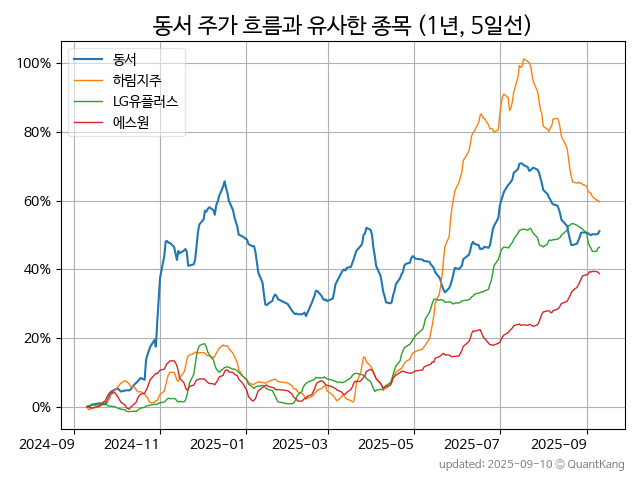 동서 주가 흐름과 유사한 종목 (1년, 5일선)
동서
하림지주
LG유플러스
에스원
100%
80%
60%
40%
20%
0%
2024-09
2024-11
2025-01
2025-03
2025-05
2025-07
2025-09
updated: 2025-09-10 © QuantKang